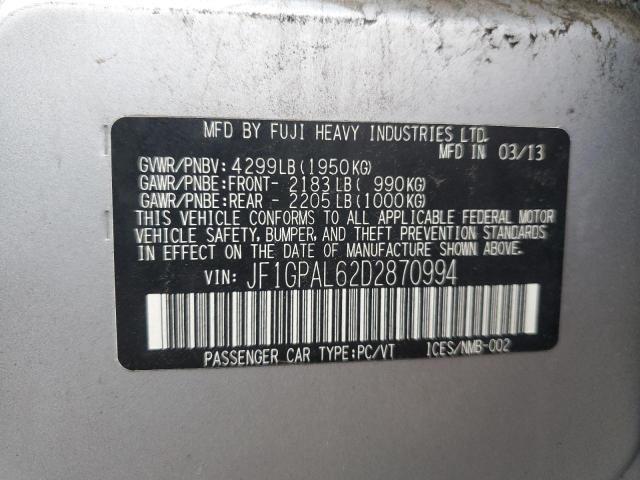 MFD BY FUJI HEAVY INDUSTRIES LTD.
MFD IN 03/13
GVWR/PNBV: 4299LB (1950KG)
GAWR/PNBE: FRONT- 2183 LB ( 990KG)
GAWR/PNBE: REAR - 2205 LB (1000KG)
THIS VEHICLE CONFORMS TO ALL APPLICABLE FEDERAL MOTOR
VEHICLE SAFETY, BUMPER, AND THEFT PREVENTION STANDARDS
IN EFFECT ON THE DATE OF MANUFACTURE SHOWN ABOVE.
VIN: JF1GPAL62D2870994
PASSENGER CAR TYPE:PC/VT ICES/NMB-002